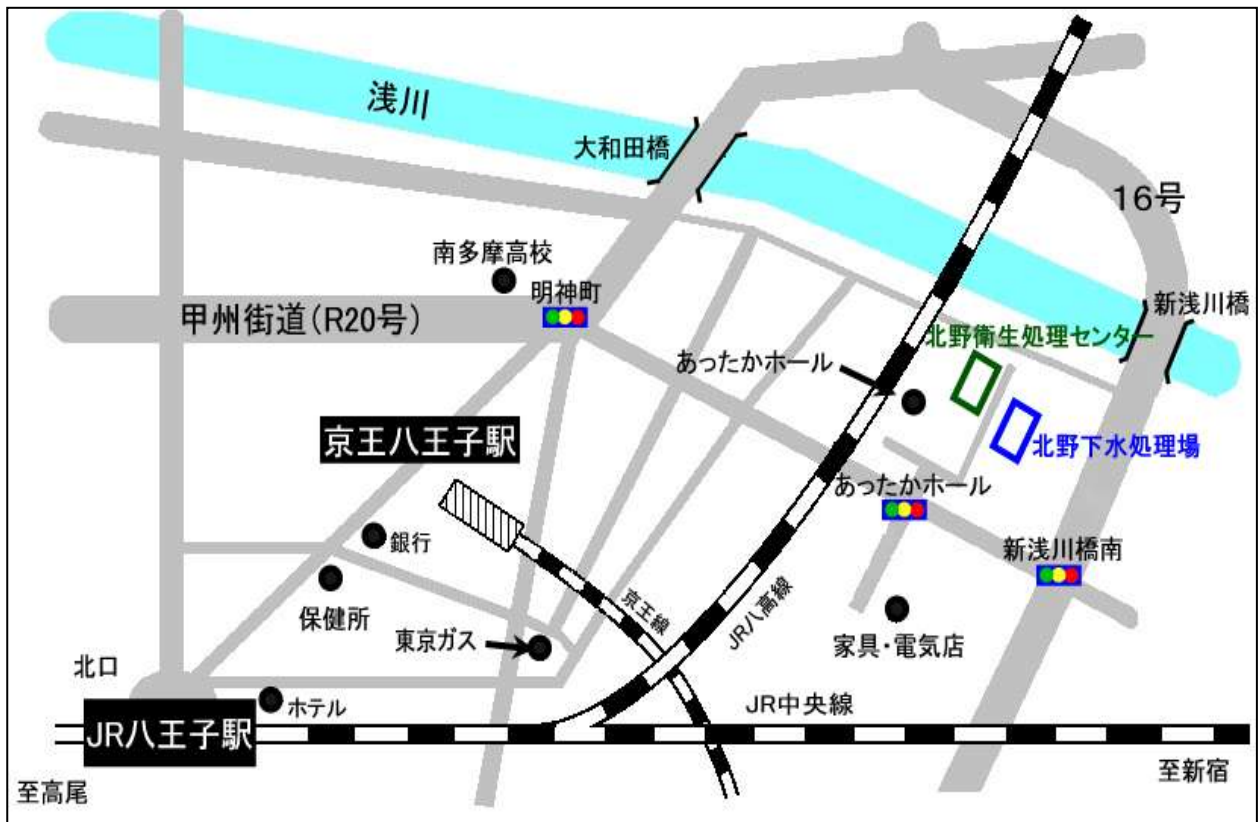 浅川
大和田橋
16号
南多摩高校
明神町
甲州街道(R20号)
新浅川橋
北野衛生処理センター
あったかホール
京王八王子駅
北野下水処理場
あったかホール
銀行
新浅川橋南
保健所
京王線
JR八高線
東京ガス
家具・電気店
北口
ホテル
JR中央線
JR八王子駅
至高尾
至新宿